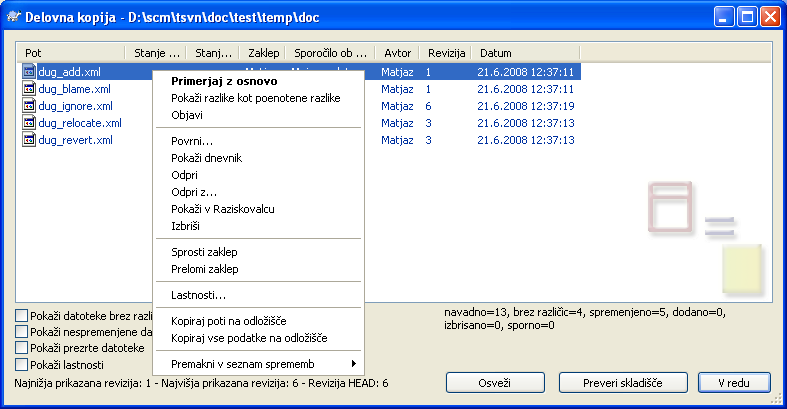 Delovna kopija - D:\scm\tsvn\doc\test\temp\doc
Pot Stanje ... Stanj... Zaklep Sporočilo ob ... Avtor Revizija Datum
dug_add.xml Matjaz 1 21.6.2008 12:37:11
dug_blame.xml Matjaz 1 21.6.2008 12:37:11
dug_ignore.xml Matjaz 6 21.6.2008 12:37:19
dug_relocate.xml Matjaz 3 21.6.2008 12:37:13
dug_revert.xml Matjaz 3 21.6.2008 12:37:13
Primerjaj z osnovo
Pokaži razlike kot poenotene razlike
Objavi
Povrni...
Pokaži dnevnik
Odpri
Odpri z...
Pokaži v Raziskovalcu
Izbriši
Sprosti zaklep
Prelomi zaklep
Lastnosti...
Kopiraj poti na odložišče
Kopiraj vse podatke na odložišče
Premakni v seznam sprememb
Pokaži datoteke brez razli
Pokaži nespremenjene da
Pokaži prezrte datoteke
Pokaži lastnosti
navadno=13, brez različic=4, spremenjeno=5, dodano=0,
izbrisano=0, sporno=0
Najnižja prikazana revizija: 1 - Najvišja prikazana revizija: 6 - Revizija HEAD: 6
Osveži Preveri skladišče V redu